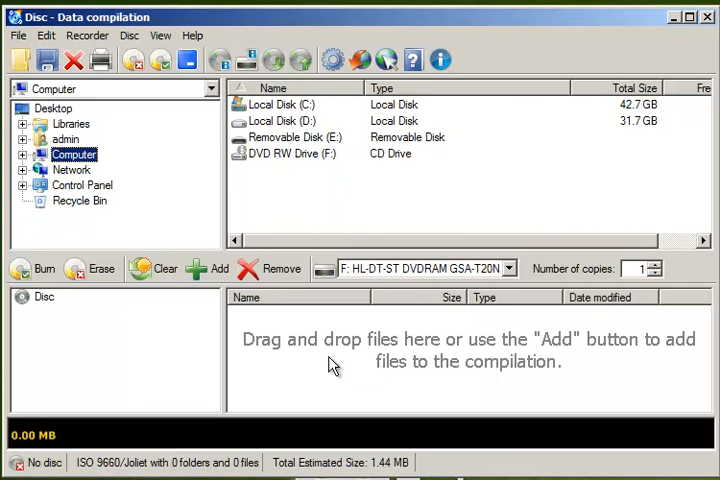 Disc - Data compilation
File Edit Recorder Disc View Help
Computer
Name Type Total Size Fre
Desktop
Libraries
admin
Computer
Network
Control Panel
Recycle Bin
Local Disk (C:) Local Disk 42.7 GB
Local Disk (D:) Local Disk 31.7 GB
Removable Disk (E:) Removable Disk
DVD RW Drive (F:) CD Drive
Burn Erase Clear Add Remove F: HL-DT-ST DVDRAM GSA-T20N Number of copies: 1
Disc
Name Size Type Date modified
Drag and drop files here or use the "Add" button to add
files to the compilation.
0.00 MB
No disc ISO 9660/Joliet with 0 folders and 0 files Total Estimated Size: 1.44 MB